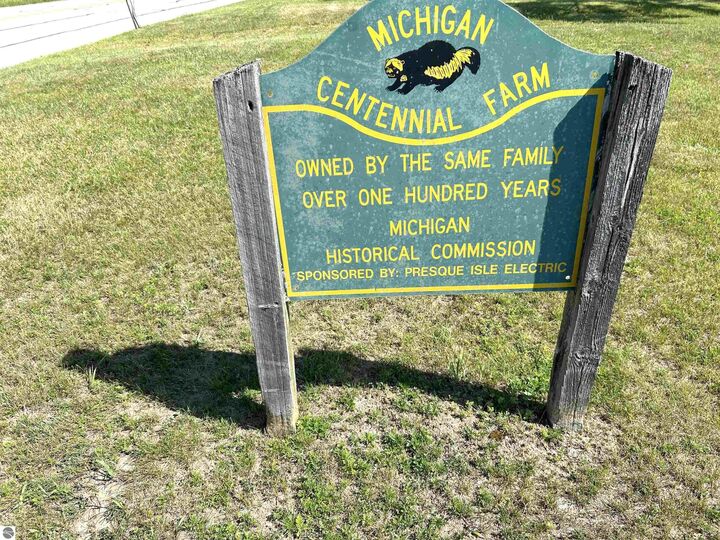 MICHIGAN
CENTENNIAL FARM
OWNED BY THE SAME FAMILY
OVER ONE HUNDRED YEARS
MICHIGAN
HISTORICAL COMMISSION
SPONSORED BY: PRESQUE ISLE ELECTRIC